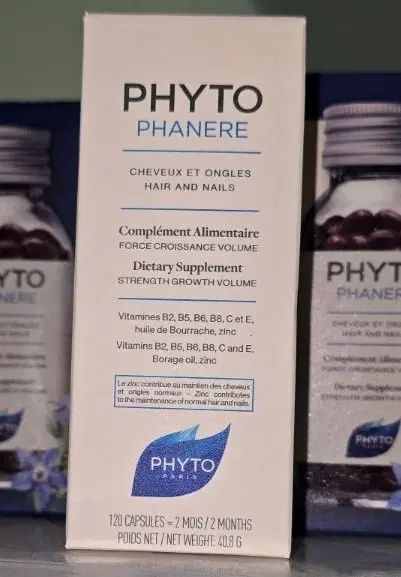 PHYTO
PHANERE
CHEVEUX ET ONGLES
HAIR AND NAILS
Complément Alimentaire
FORCE CROISSANCE VOLUME
Dietary Supplement
STRENGTH GROWTH VOLUME
Vitamines B2, B5, B6, B8, C et E,
huile de Bourrache, zinc
Vitamins B2, B5, B6, B8, C and E,
Borage oil, zinc
Le zinc contribue au maintien des cheveux
et ongles normaux - Zinc contributes
to the maintenance of normal hair and nails.
PHYTO
PARIS
120 CAPSULES = 2 MOIS / 2 MONTHS
POIDS NET / NET WEIGHT: 40,8 G
YTO
NERE
PHYT
PHANER
PHYTO